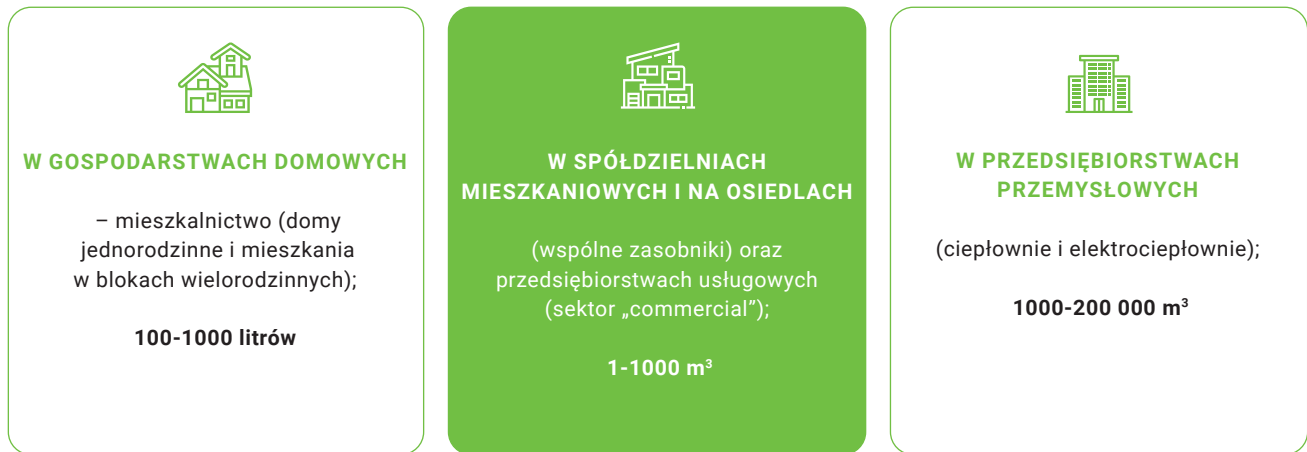 W GOSPODARSTWACH DOMOWYCH
– mieszkalnictwo (domy
jednorodzinne i mieszkania
w blokach wielorodzinnych);
100-1000 litrów
W SPÓŁDZIELNIACH
MIESZKANIOWYCH I NA OSIEDLACH
(wspólne zasobniki) oraz
przedsiębiorstwach usługowych
(sektor „commercial”);
1-1000 m³
W PRZEDSIĘBIORSTWACH
PRZEMYSŁOWYCH
(ciepłownie i elektrociepłownie);
1000-200 000 m³